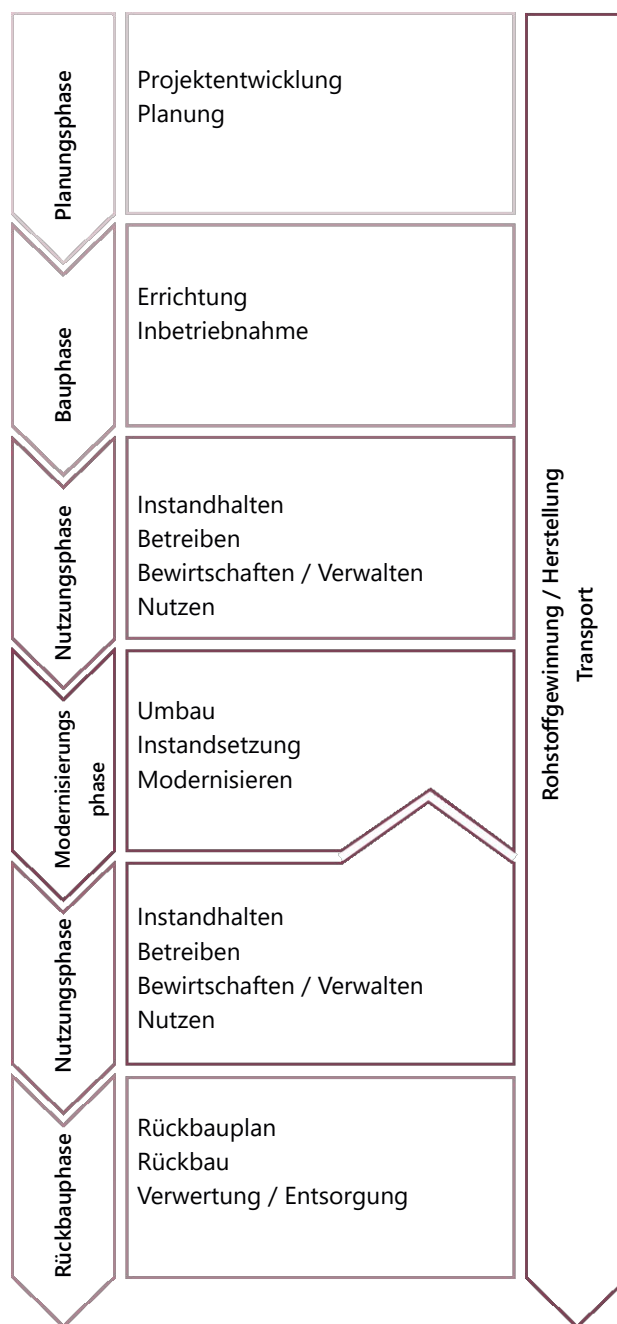 Planungsphase
Projektentwicklung
Planung
Bauphase
Errichtung
Inbetriebnahme
Nutzungsphase
Instandhalten
Betreiben
Bewirtschaften / Verwalten
Nutzen
Modernisierungs
phase
Umbau
Instandsetzung
Modernisieren
Nutzungsphase
Instandhalten
Betreiben
Bewirtschaften / Verwalten
Nutzen
Rückbauphase
Rückbauplan
Rückbau
Verwertung / Entsorgung
Rohstoffgewinnung / Herstellung
Transport